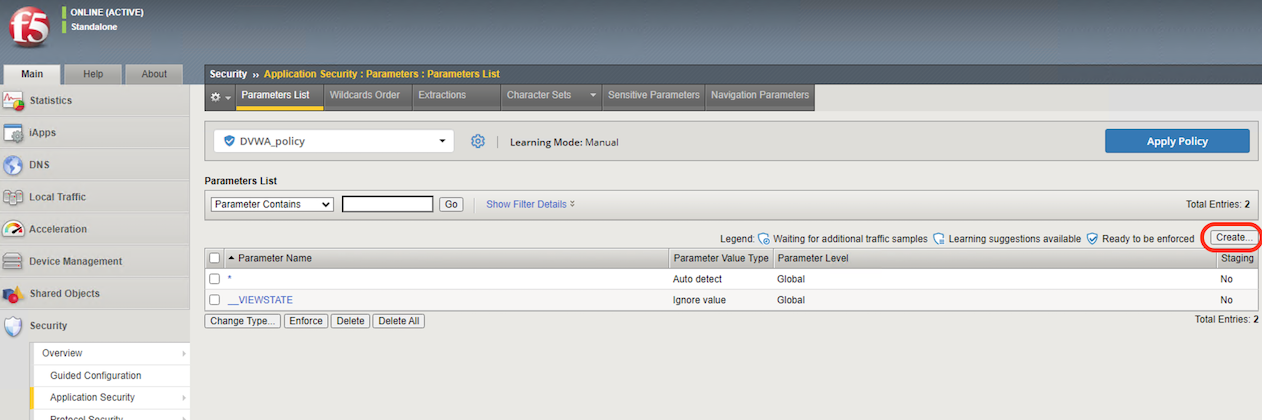 f5
ONLINE (ACTIVE)
Standalone
Main Help About
Security ›› Application Security : Parameters : Parameters List
Parameters List Wildcards Order Extractions Character Sets Sensitive Parameters Navigation Parameters
Statistics
iApps
DNS
Local Traffic
Acceleration
Device Management
Shared Objects
Security
Overview
Guided Configuration
Application Security
Protocol Security
DVWA_policy Learning Mode: Manual Apply Policy
Parameters List
Parameter Contains Go Show Filter Details Total Entries: 2
Legend: Waiting for additional traffic samples Learning suggestions available Ready to be enforced Create...
Parameter Name Parameter Value Type Parameter Level Staging
* Auto detect Global No
__VIEWSTATE Ignore value Global No
Change Type... Enforce Delete Delete All Total Entries: 2